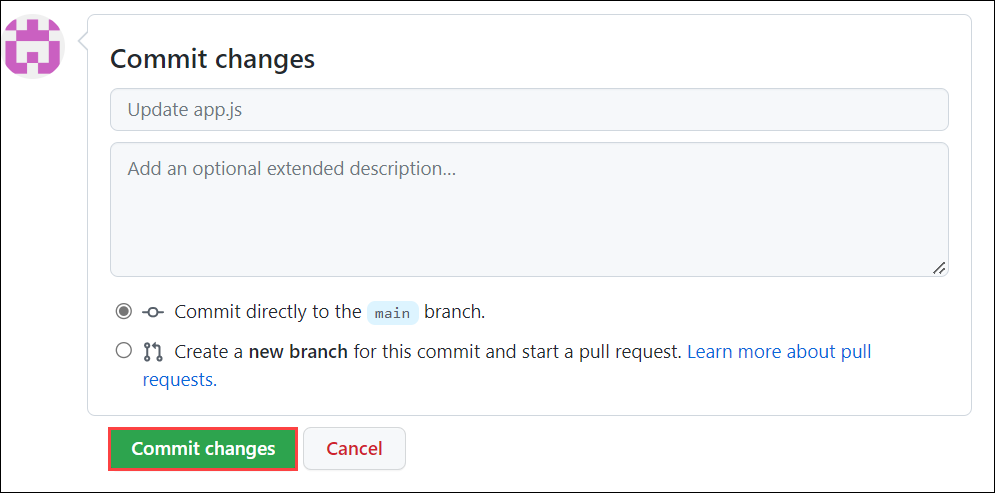 Commit changes
Update app.js
Add an optional extended description...
Commit directly to the main branch.
Create a new branch for this commit and start a pull request. Learn more about pull
requests.
Commit changes Cancel